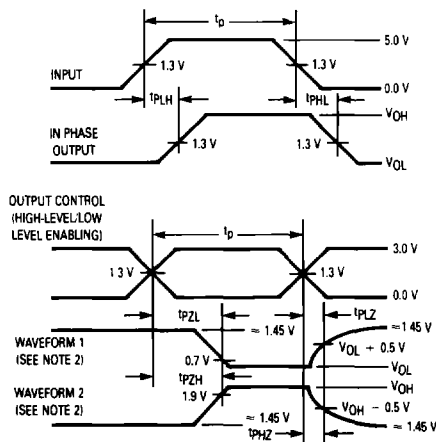 tp
5.0 V
INPUT
1.3 V
1.3 V
0.0 V
tPLH
tPHL
VOH
IN PHASE
OUTPUT
1.3 V
1.3 V
VOL
OUTPUT CONTROL
(HIGH-LEVEL/LOW
LEVEL ENABLING)
tp
3.0 V
1.3 V
1.3 V
0.0 V
tPZL
tPLZ
≈ 1.45 V
≈1.45 V
WAVEFORM 1
(SEE NOTE 2)
VOL + 0.5 V
0.7 V
VOL
tPZH
VOH
WAVEFORM 2
(SEE NOTE 2)
1.9 V
VOH - 0.5 V
≈ 1.45 V
≈ 1.45 V
tPHZ